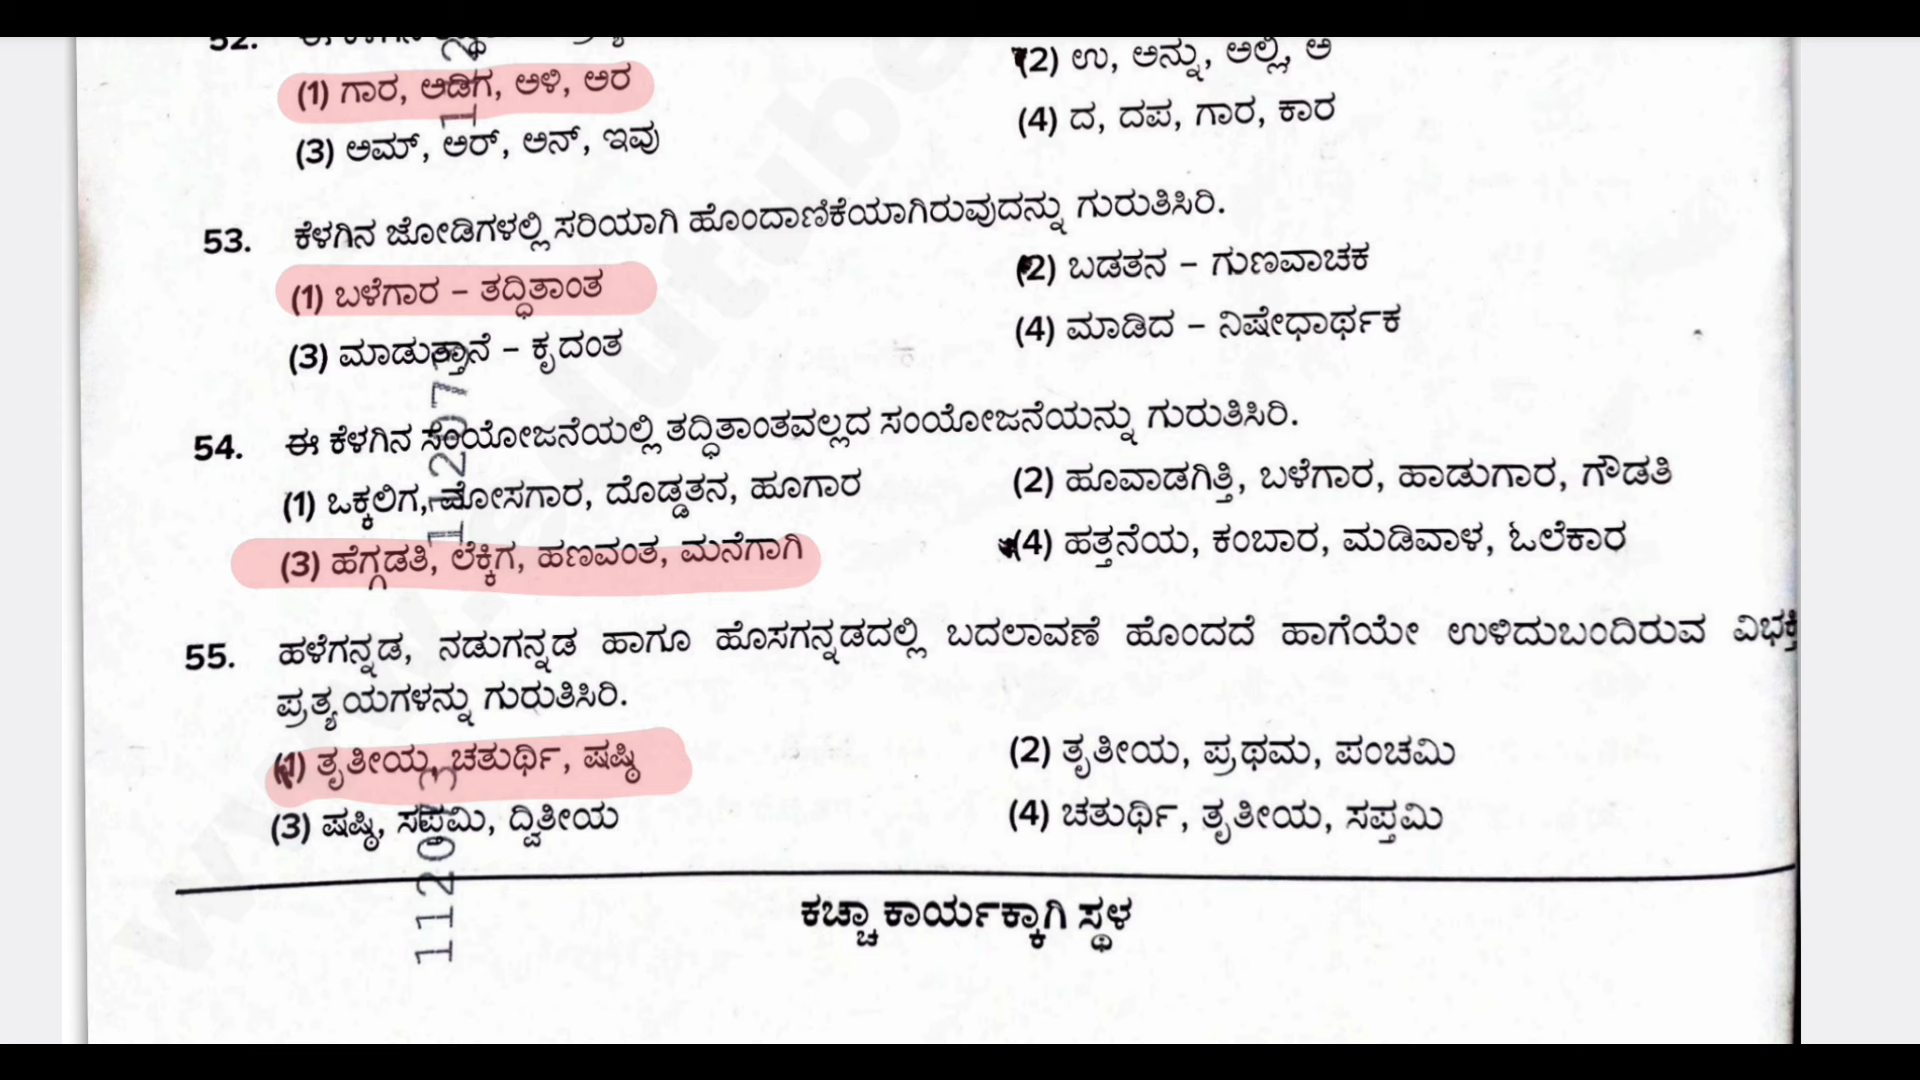 52.
(1) ಗಾರ, ಅಡಿಗ, ಅಳಿ, ಅರ
(2) ಉ, ಅನ್ನು, ಅಲ್ಲಿ, ಅ
(3) ಅಮ್, ಅರ್, ಅನ್, ಇವು
(4) ದ, ದಪ, ಗಾರ, ಕಾರ
53. ಕೆಳಗಿನ ಜೋಡಿಗಳಲ್ಲಿ ಸರಿಯಾಗಿ ಹೊಂದಾಣಿಕೆಯಾಗಿರುವುದನ್ನು ಗುರುತಿಸಿರಿ.
(1) ಬಳೆಗಾರ – ತದ್ಧಿತಾಂತ
(2) ಬಡತನ – ಗುಣವಾಚಕ
(3) ಮಾಡುತ್ತಾನೆ – ಕೃದಂತ
(4) ಮಾಡಿದ – ನಿಷೇಧಾರ್ಥಕ
54. ಈ ಕೆಳಗಿನ ಸಂಯೋಜನೆಯಲ್ಲಿ ತದ್ಧಿತಾಂತವಲ್ಲದ ಸಂಯೋಜನೆಯನ್ನು ಗುರುತಿಸಿರಿ.
(1) ಒಕ್ಕಲಿಗ, ಮೋಸಗಾರ, ದೊಡ್ಡತನ, ಹೂಗಾರ
(2) ಹೂವಾಡಗಿತ್ತಿ, ಬಳೆಗಾರ, ಹಾಡುಗಾರ, ಗೌಡತಿ
(3) ಹೆಗ್ಗಡತಿ, ಲೆಕ್ಕಿಗ, ಹಣವಂತ, ಮನೆಗಾಗಿ
(4) ಹತ್ತನೆಯ, ಕಂಬಾರ, ಮಡಿವಾಳ, ಓಲೆಕಾರ
55. ಹಳೆಗನ್ನಡ, ನಡುಗನ್ನಡ ಹಾಗೂ ಹೊಸಗನ್ನಡದಲ್ಲಿ ಬದಲಾವಣೆ ಹೊಂದದೆ ಹಾಗೆಯೇ ಉಳಿದುಬಂದಿರುವ ವಿಭಕ್ತಿ
ಪ್ರತ್ಯಯಗಳನ್ನು ಗುರುತಿಸಿರಿ.
(1) ತೃತೀಯ, ಚತುರ್ಥಿ, ಷಷ್ಠಿ
(2) ತೃತೀಯ, ಪ್ರಥಮ, ಪಂಚಮಿ
(3) ಷಷ್ಠಿ, ಸಪ್ತಮಿ, ದ್ವಿತೀಯ
(4) ಚತುರ್ಥಿ, ತೃತೀಯ, ಸಪ್ತಮಿ
ಕಚ್ಚಾ ಕಾರ್ಯಕ್ಕಾಗಿ ಸ್ಥಳ